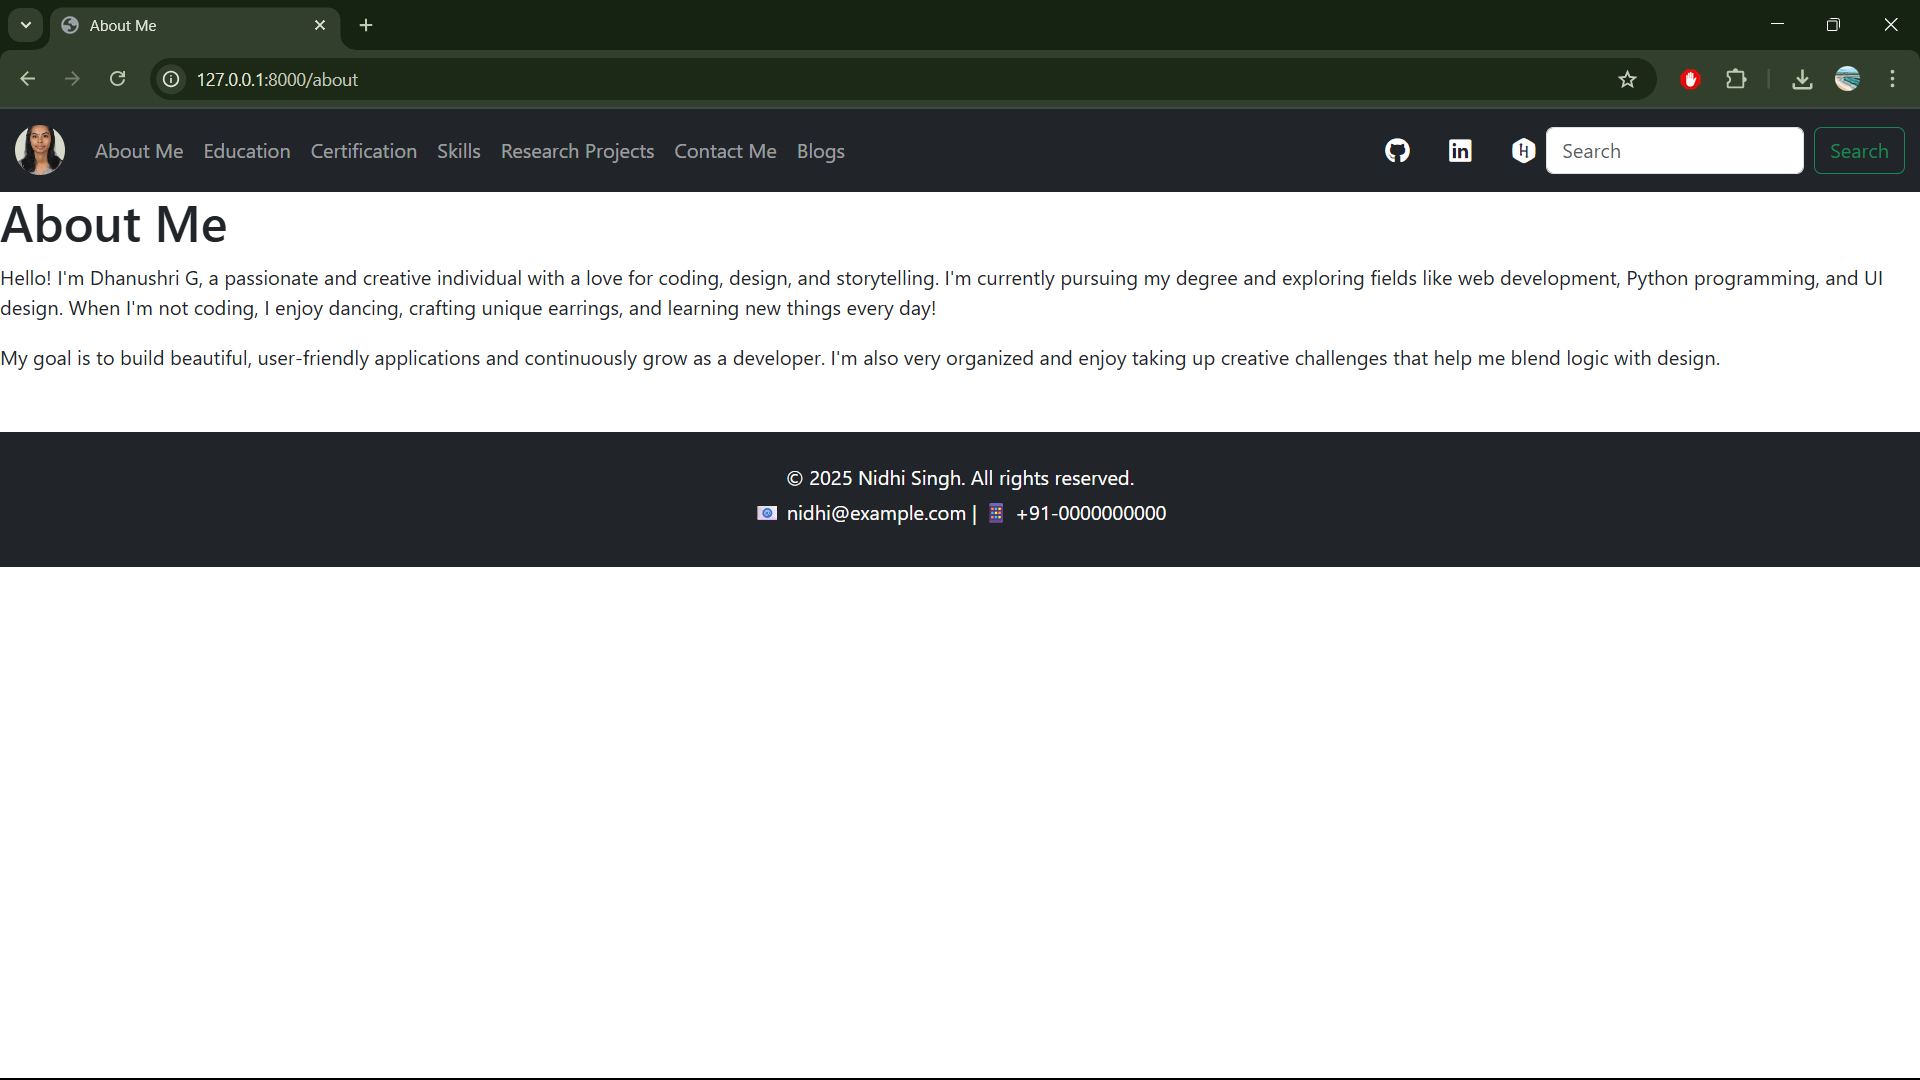 About Me
127.0.0.1:8000/about
About Me Education Certification Skills Research Projects Contact Me Blogs in H Search Search
About Me
Hello! I'm Dhanushri G, a passionate and creative individual with a love for coding, design, and storytelling. I'm currently pursuing my degree and exploring fields like web development, Python programming, and UI
design. When I'm not coding, I enjoy dancing, crafting unique earrings, and learning new things every day!
My goal is to build beautiful, user-friendly applications and continuously grow as a developer. I'm also very organized and enjoy taking up creative challenges that help me blend logic with design.
© 2025 Nidhi Singh. All rights reserved.
📧 nidhi@example.com | 📱 +91-0000000000